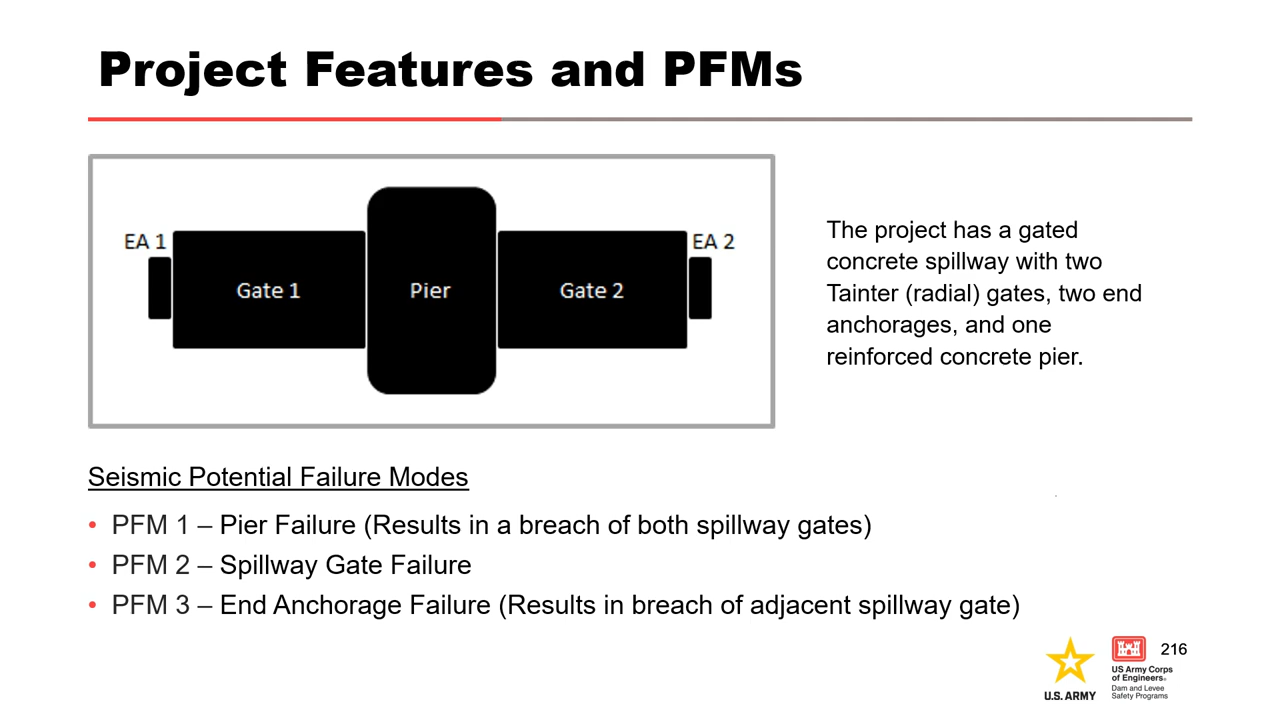 Project Features and PFMs
EA 1
EA 2
Gate 1
Pier
Gate 2
The project has a gated
concrete spillway with two
Tainter (radial) gates, two end
anchorages, and one
reinforced concrete pier.
Seismic Potential Failure Modes
• PFM 1 – Pier Failure (Results in a breach of both spillway gates)
• PFM 2 – Spillway Gate Failure
• PFM 3 – End Anchorage Failure (Results in breach of adjacent spillway gate)
U.S. ARMY
US Army Corps
of Engineers®
Dam and Levee
Safety Programs
216